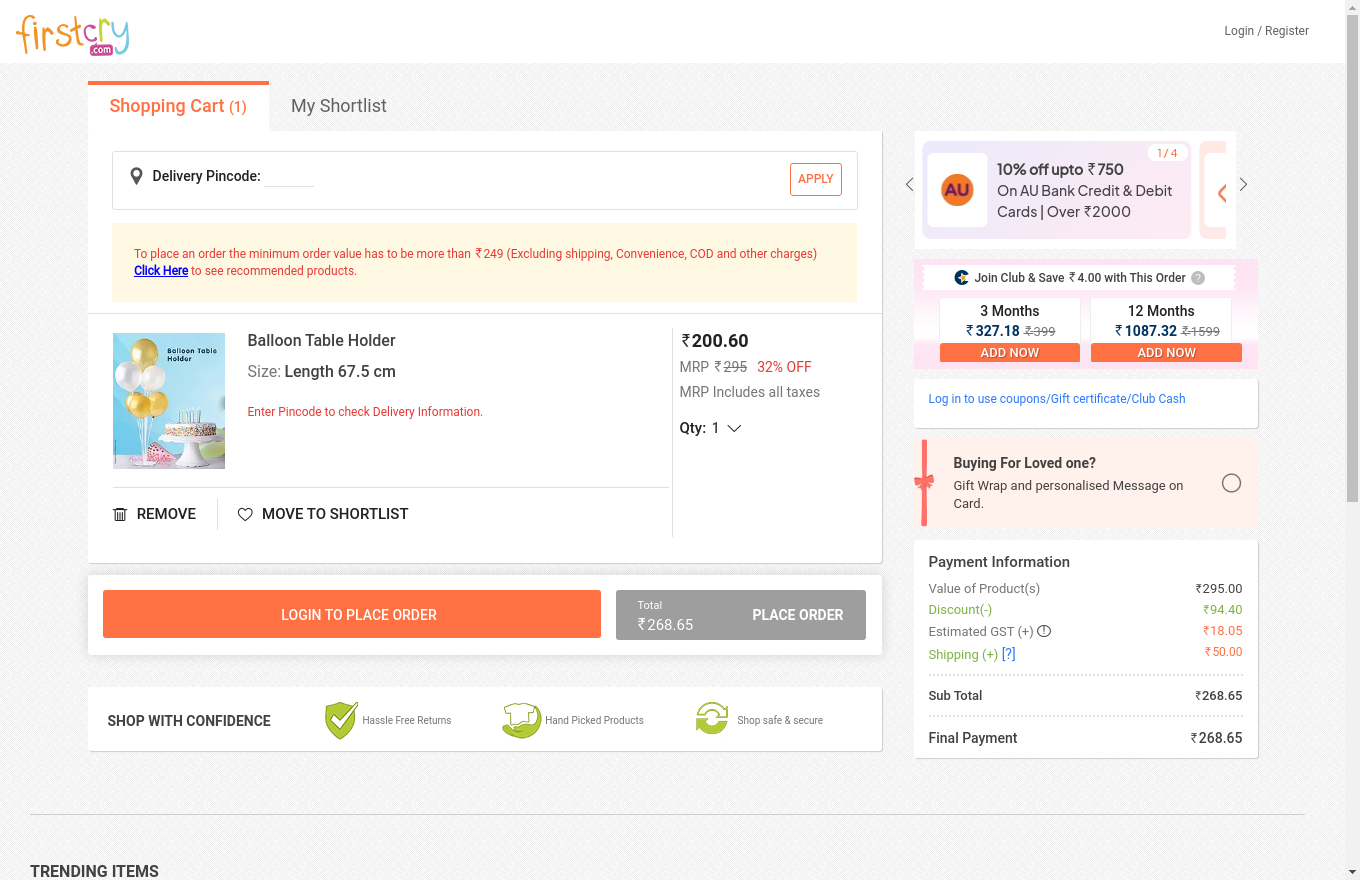 firstcry
.com
Login / Register
Shopping Cart (1)
My Shortlist
Delivery Pincode:
APPLY
To place an order the minimum order value has to be more than ₹249 (Excluding shipping, Convenience, COD and other charges)
Click Here to see recommended products.
Balloon Table
Holder
Balloon Table Holder
Size: Length 67.5 cm
Enter Pincode to check Delivery Information.
₹200.60
MRP ₹295 32% OFF
MRP Includes all taxes
Qty: 1
REMOVE
MOVE TO SHORTLIST
LOGIN TO PLACE ORDER
Total
₹268.65
PLACE ORDER
SHOP WITH CONFIDENCE
Hassle Free Returns
Hand Picked Products
Shop safe & secure
1 / 4
AU
10% off upto ₹750
On AU Bank Credit & Debit
Cards | Over ₹2000
Join Club & Save ₹4.00 with This Order ?
3 Months
₹327.18 ₹399
ADD NOW
12 Months
₹1087.32 ₹1599
ADD NOW
Log in to use coupons/Gift certificate/Club Cash
Buying For Loved one?
Gift Wrap and personalised Message on
Card.
Payment Information
Value of Product(s) ₹295.00
Discount(-) ₹94.40
Estimated GST (+) ₹18.05
Shipping (+) [?] ₹50.00
Sub Total ₹268.65
Final Payment ₹268.65
TRENDING ITEMS